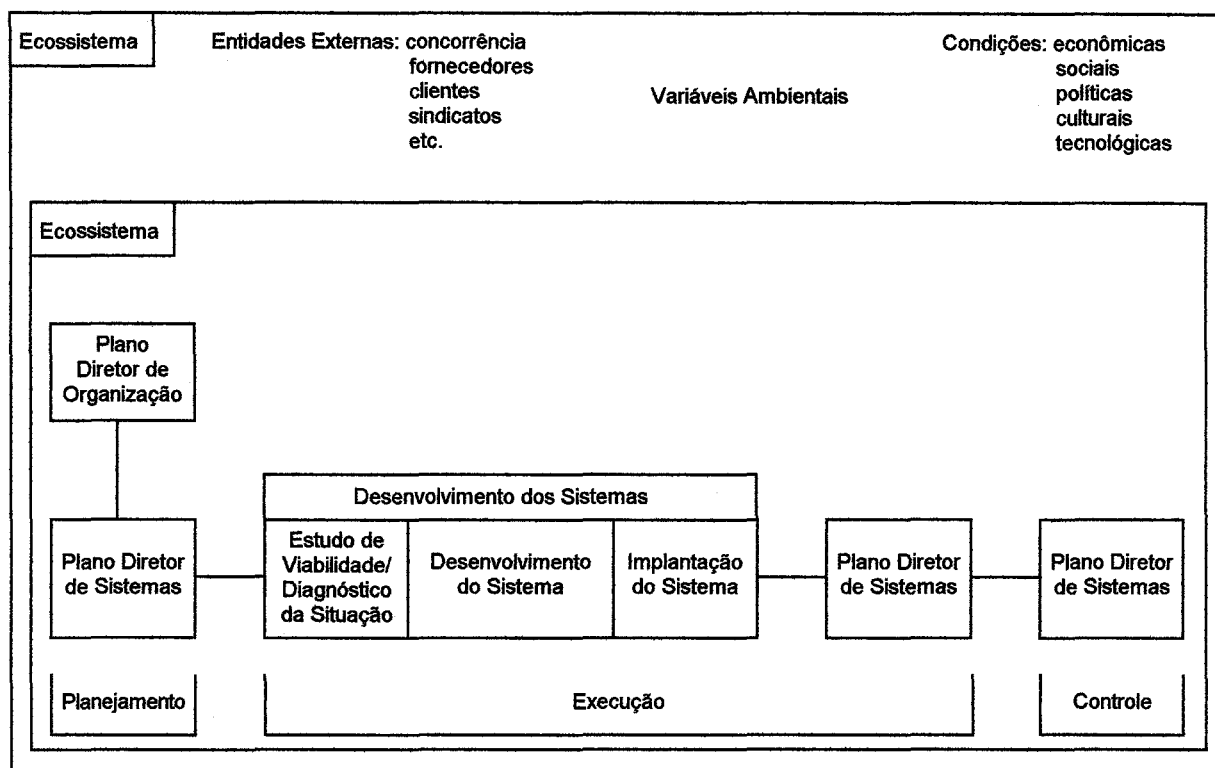 Ecossistema
Entidades Externas: concorrência
fornecedores
clientes
sindicatos
etc.
Variáveis Ambientais
Condições: econômicas
sociais
políticas
culturais
tecnológicas
Ecossistema
Plano
Diretor de
Organização
Plano Diretor
de Sistemas
Desenvolvimento dos Sistemas
Estudo de
Viabilidade/
Diagnóstico
da Situação
Desenvolvimento
do Sistema
Implantação
do Sistema
Plano Diretor
de Sistemas
Plano Diretor
de Sistemas
Planejamento
Execução
Controle